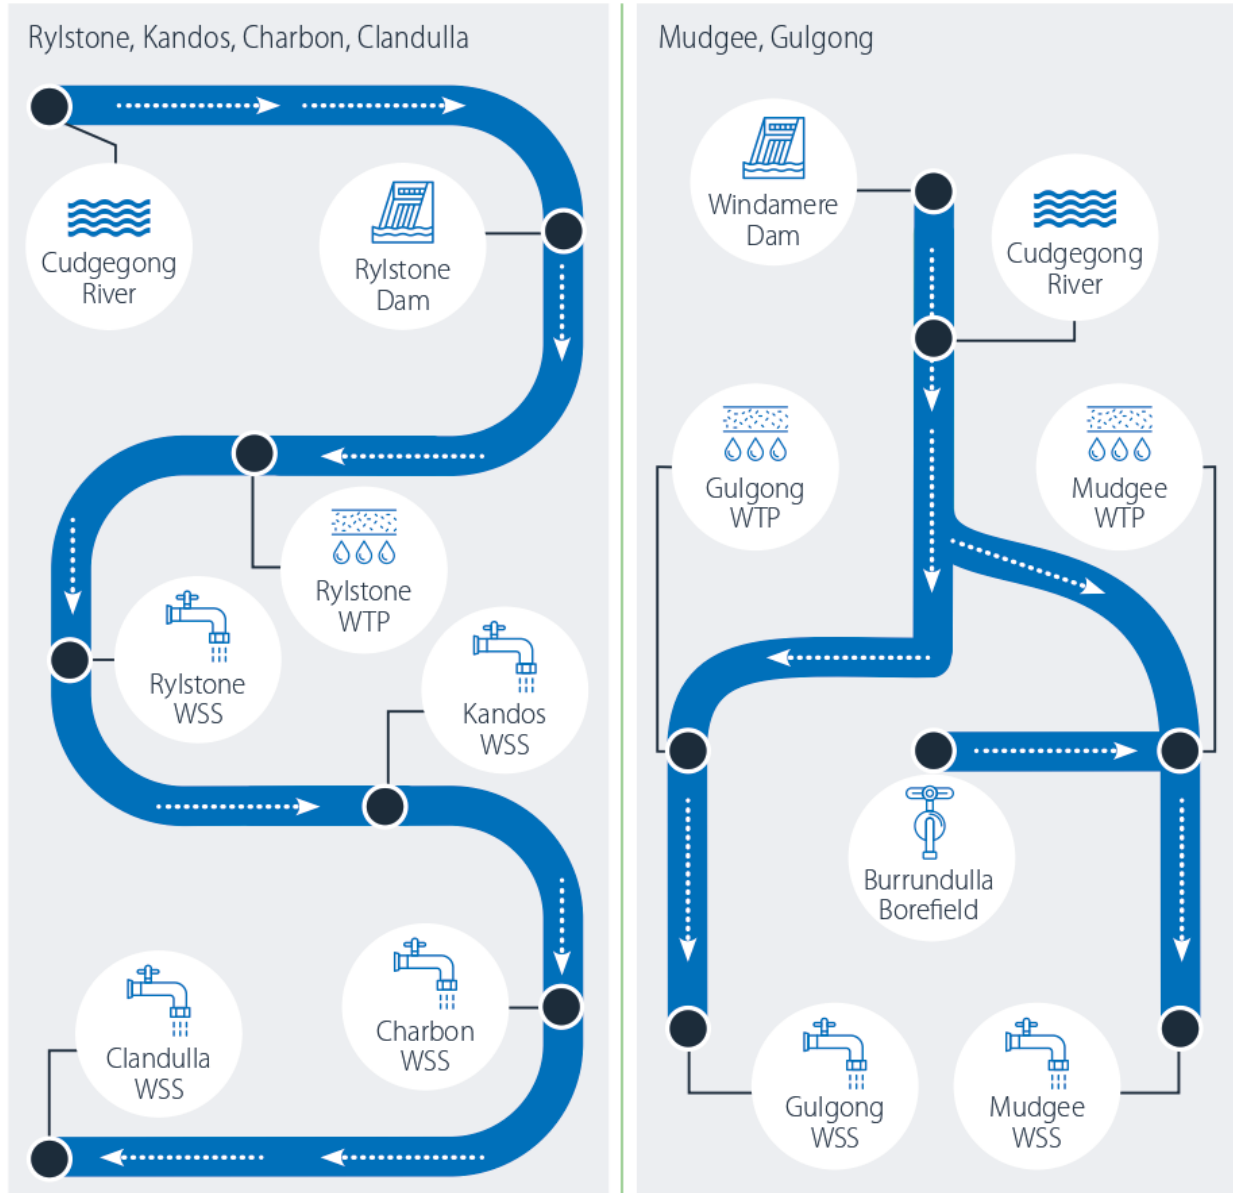 Rylstone, Kandos, Charbon, Clandulla
Cudgegong
River
Rylstone
Dam
Rylstone
WTP
Rylstone
WSS
Kandos
WSS
Charbon
WSS
Clandulla
WSS
Mudgee, Gulgong
Windamere
Dam
Cudgegong
River
Gulgong
WTP
Mudgee
WTP
Burrundulla
Borefield
Gulgong
WSS
Mudgee
WSS